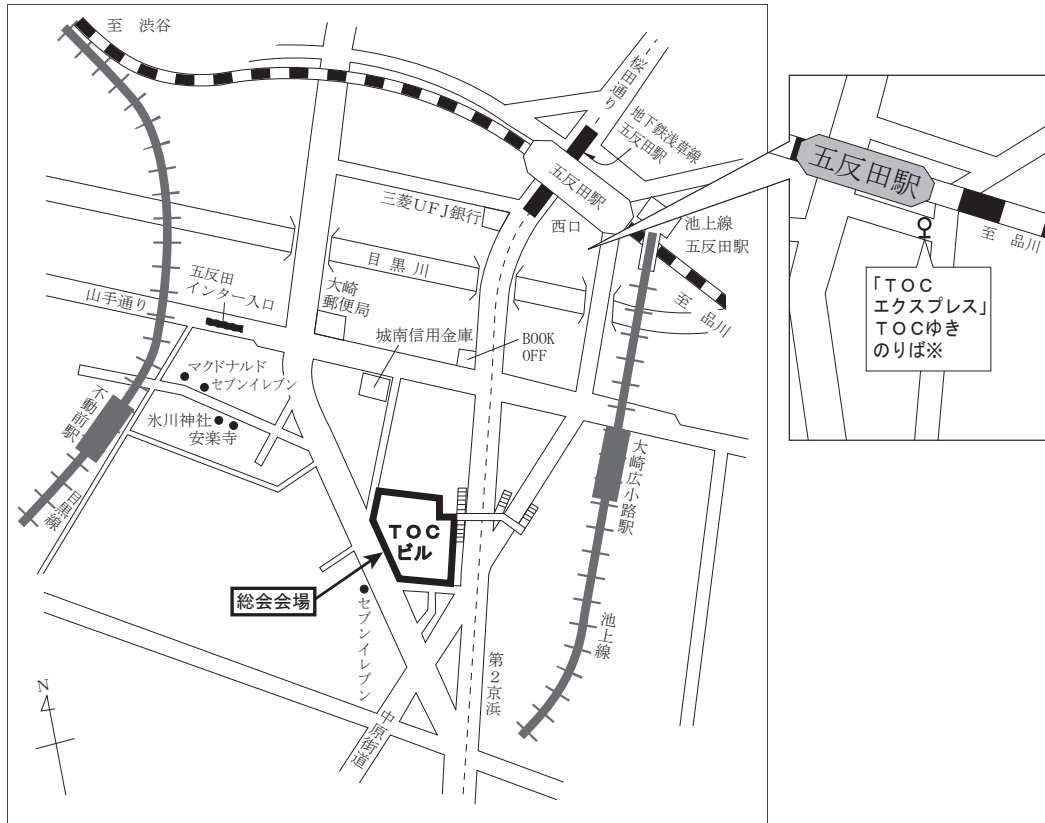 至 渋谷
桜田通り
地下鉄浅草線
五反田駅
五反田駅
三菱UFJ銀行
西口
池上線
五反田駅
目黒川
五反田
インター入口
山手通り
大崎
郵便局
至 品川
城南信用金庫
BOOK
OFF
マクドナルド
セブンイレブン
不動前駅
氷川神社
安楽寺
目黒線
大崎広小路駅
TOC
ビル
総会会場
セブンイレブン
池上線
第2京浜
中原街道
N
五反田駅
至 品川
「TOC
エクスプレス」
TOCゆき
のりば※